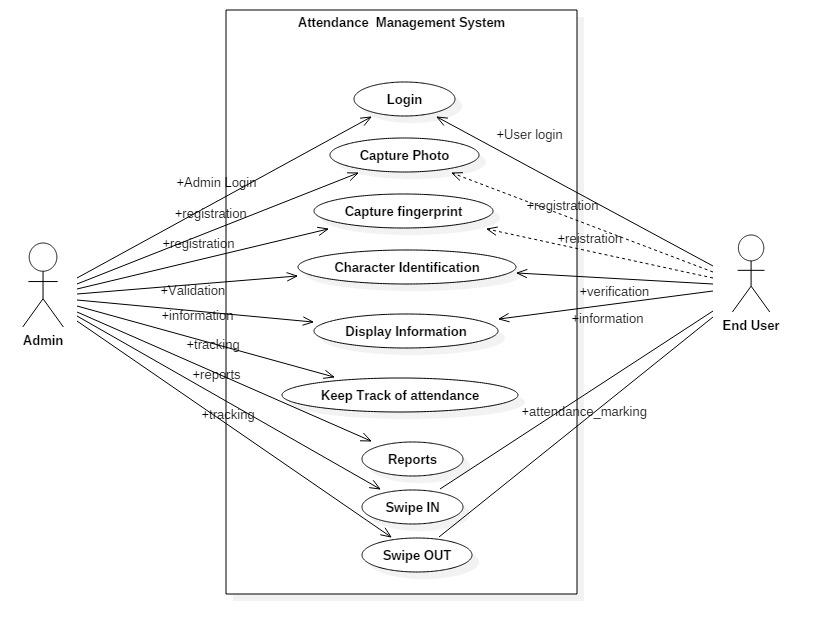 Attendance  Management System
Login
+User login
Capture Photo
+Admin Login
+registration
+registration
Capture fingerprint
+registration
+reistration
Character Identification
+Validation
+verification
+information
Display Information
+information
Admin
End User
+tracking
+reports
Keep Track of attendance
+tracking
+attendance_marking
Reports
Swipe IN
Swipe OUT